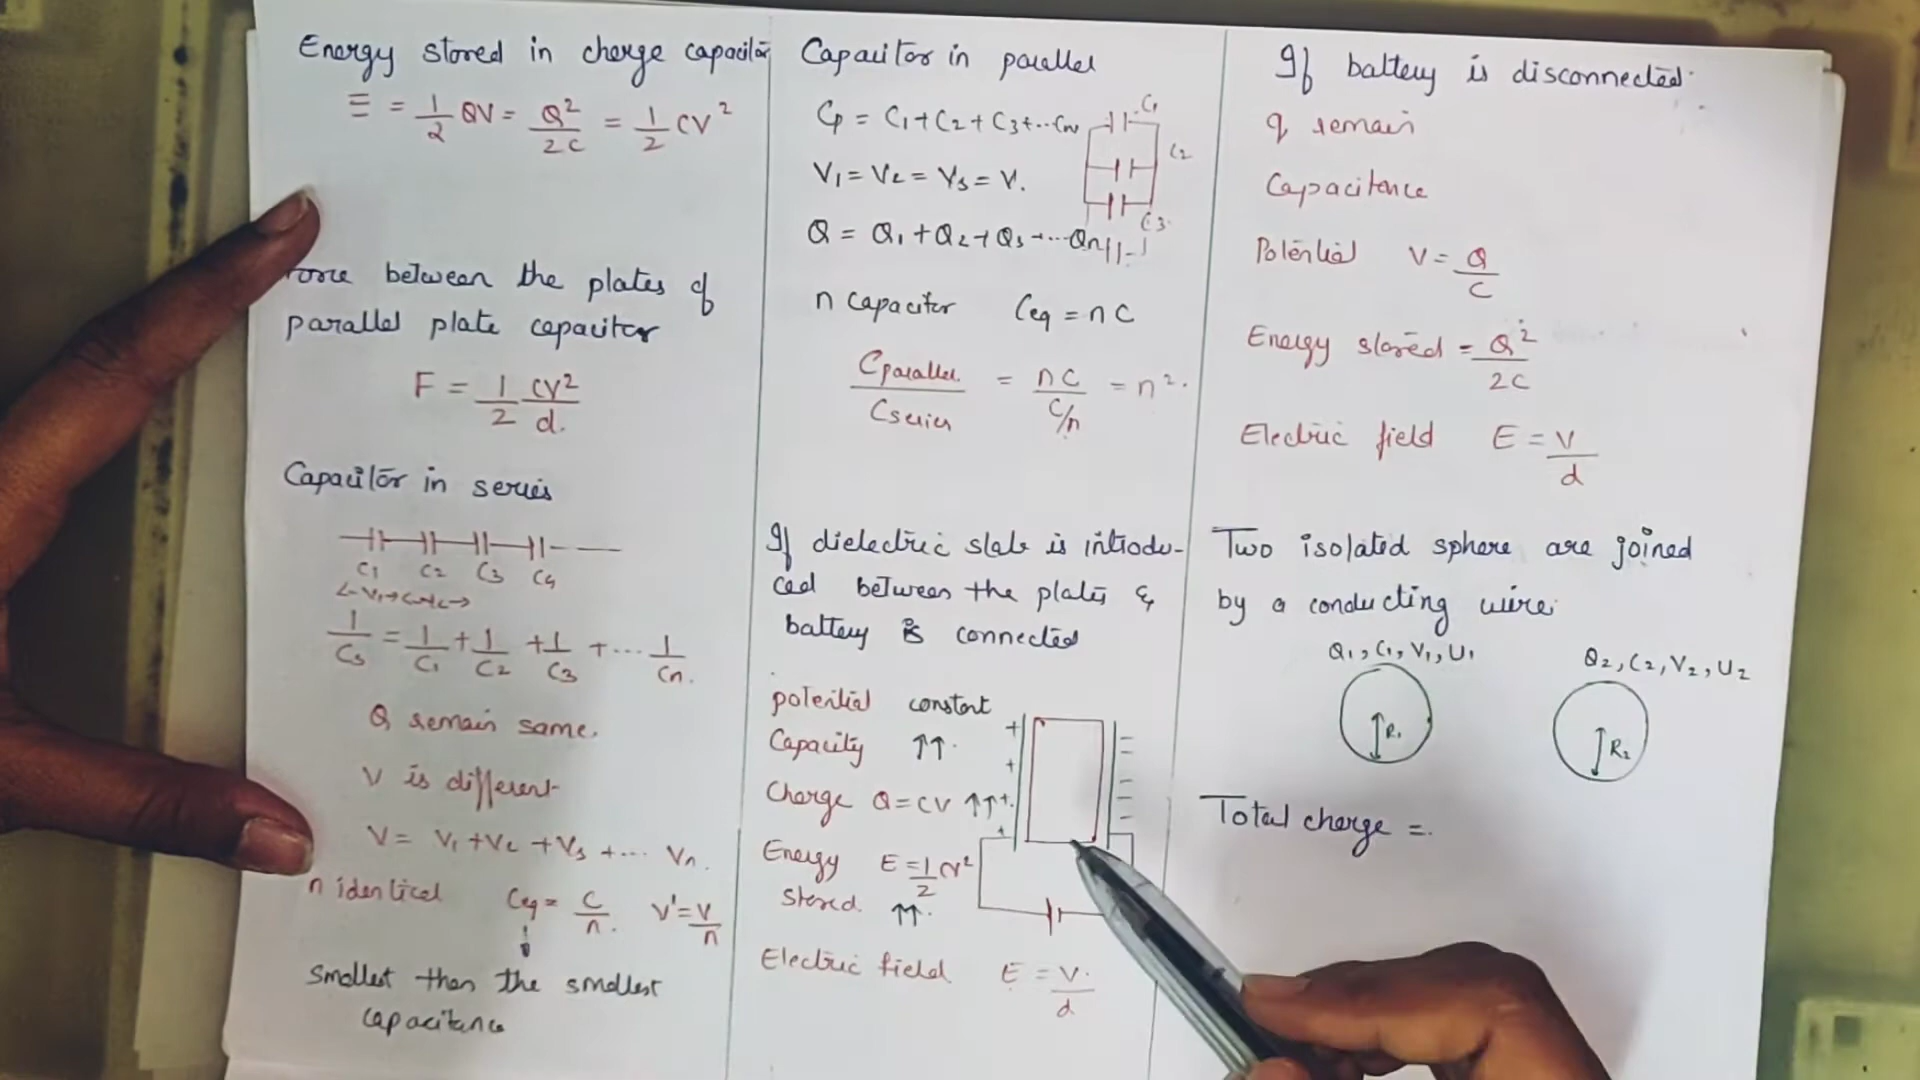 Energy stored in charge capacitor
E = 1/2 QV = Q²/2C = 1/2 CV²
between the plates of
parallel plate capacitor
F = 1/2 CV²/d.
Capacitor in series
C1 C2 C3 C4
1/Cs = 1/C1 + 1/C2 + 1/C3 + ... 1/Cn.
Q remain same.
V is different
V = V1 + V2 + V3 + ... Vn.
n identical Ceq = C/n. V' = V/n
Smallest then the smallest
capacitance
Capacitor in parallel
Cp = C1 + C2 + C3 + .. Cn
C1
C2
C3
V1 = V2 = V3 = V.
Q = Q1 + Q2 + Q3 + ... Qn
n capacitor Ceq = nC
Cparallel/Cseries = nC/C/n = n².
If dielectric slab is introdu-
ced between the plates &
battery is connected
potential constant
Capacity ↑↑.
Charge Q = CV ↑↑
Energy E = 1/2 CV²
stored ↑↑.
+ + + +
Electric field E = V/d
If battery is disconnected
q remain
Capacitance
Potential V = Q/C
Energy stored = Q²/2C
Electric field E = V/d
Two isolated sphere are joined
by a conducting wire
Q1, C1, V1, U1
Q2, C2, V2, U2
R1
R2
Total charge =